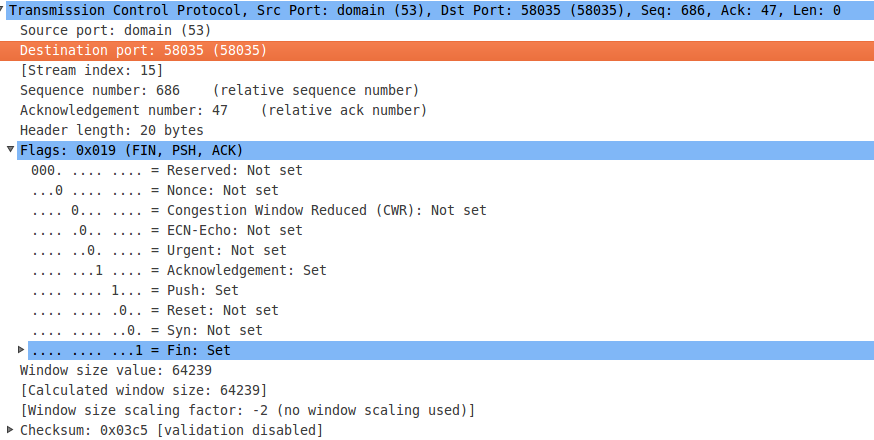 Transmission Control Protocol, Src Port: domain (53), Dst Port: 58035 (58035), Seq: 686, Ack: 47, Len: 0
Source port: domain (53)
Destination port: 58035 (58035)
[Stream index: 15]
Sequence number: 686    (relative sequence number)
Acknowledgement number: 47    (relative ack number)
Header length: 20 bytes
Flags: 0x019 (FIN, PSH, ACK)
000. .... .... = Reserved: Not set
...0 .... .... = Nonce: Not set
.... 0... .... = Congestion Window Reduced (CWR): Not set
.... .0.. .... = ECN-Echo: Not set
.... ..0. .... = Urgent: Not set
.... ...1 .... = Acknowledgement: Set
.... .... 1... = Push: Set
.... .... .0.. = Reset: Not set
.... .... ..0. = Syn: Not set
.... .... ...1 = Fin: Set
Window size value: 64239
[Calculated window size: 64239]
[Window size scaling factor: -2 (no window scaling used)]
Checksum: 0x03c5 [validation disabled]